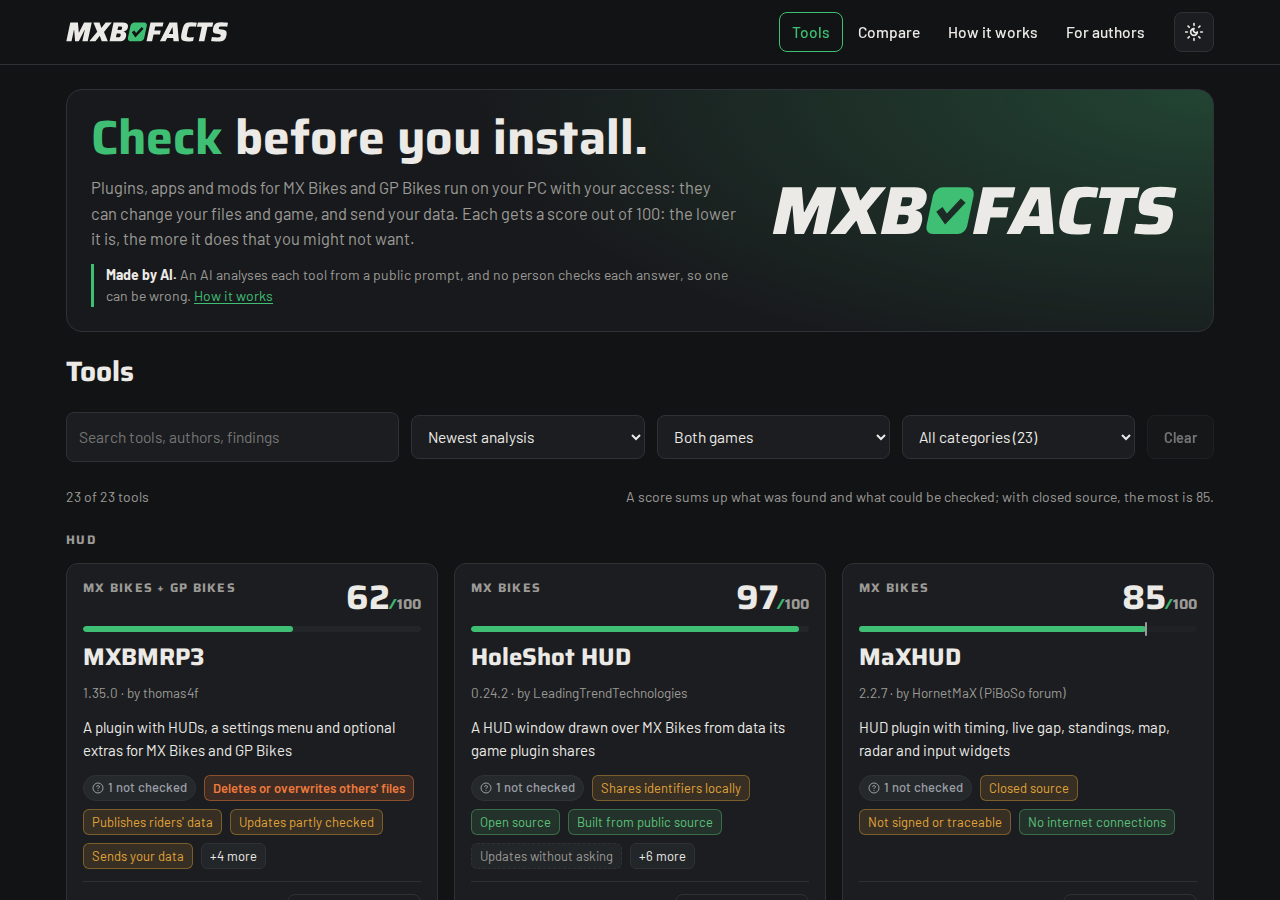 MXB FACTS
Tools
Compare
How it works
For authors
Check before you install.
Plugins, apps and mods for MX Bikes and GP Bikes run on your PC with your access: they
can change your files and game, and send your data. Each gets a score out of 100: the lower
it is, the more it does that you might not want.
Made by AI. An AI analyses each tool from a public prompt, and no person checks each answer, so one
can be wrong. How it works
MXB FACTS
Tools
Search tools, authors, findings
Newest analysis
Both games
All categories (23)
Clear
23 of 23 tools
A score sums up what was found and what could be checked; with closed source, the most is 85.
HUD
MX BIKES + GP BIKES
62/100
MXBMRP3
1.35.0 · by thomas4f
A plugin with HUDs, a settings menu and optional
extras for MX Bikes and GP Bikes
1 not checked
Deletes or overwrites others' files
Publishes riders' data
Updates partly checked
Sends your data
+4 more
MX BIKES
97/100
HoleShot HUD
0.24.2 · by LeadingTrendTechnologies
A HUD window drawn over MX Bikes from data its
game plugin shares
1 not checked
Shares identifiers locally
Open source
Built from public source
Updates without asking
+6 more
MX BIKES
85/100
MaXHUD
2.2.7 · by HornetMaX (PiBoSo forum)
HUD plugin with timing, live gap, standings, map,
radar and input widgets
1 not checked
Closed source
Not signed or traceable
No internet connections